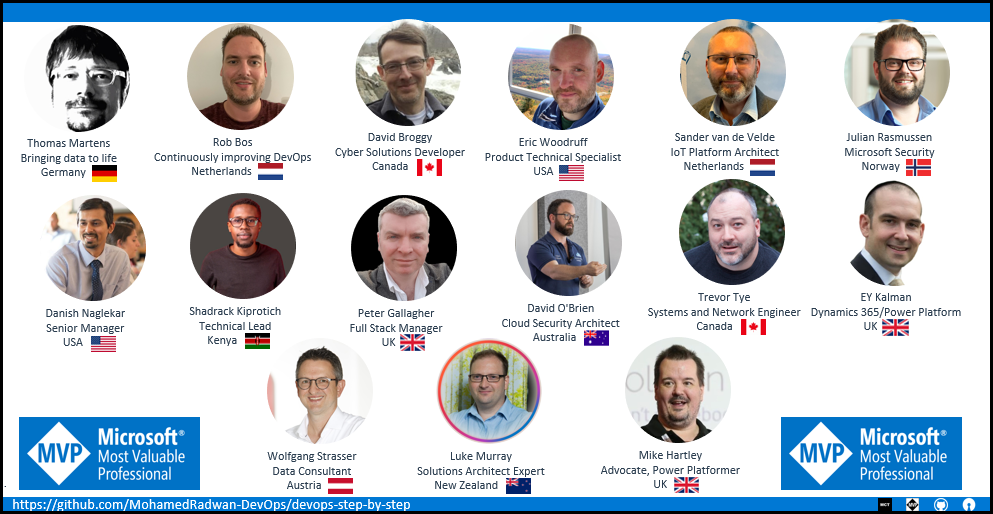 Thomas Martens
Bringing data to life
Germany
Rob Bos
Continuously improving DevOps
Netherlands
David Broggy
Cyber Solutions Developer
Canada
Eric Woodruff
Product Technical Specialist
USA
Sander van de Velde
IoT Platform Architect
Netherlands
Julian Rasmussen
Microsoft Security
Norway
Danish Naglekar
Senior Manager
USA
Shadrack Kiprotich
Technical Lead
Kenya
Peter Gallagher
Full Stack Manager
UK
David O'Brien
Cloud Security Architect
Australia
Trevor Tye
Systems and Network Engineer
Canada
EY Kalman
Dynamics 365/Power Platform
UK
Wolfgang Strasser
Data Consultant
Austria
Luke Murray
Solutions Architect Expert
New Zealand
Mike Hartley
Advocate, Power Platformer
UK
MVP
Microsoft®
Most Valuable
Professional
MVP
Microsoft®
Most Valuable
Professional
https://github.com/MohamedRadwan-DevOps/devops-step-by-step
MCT
MVP